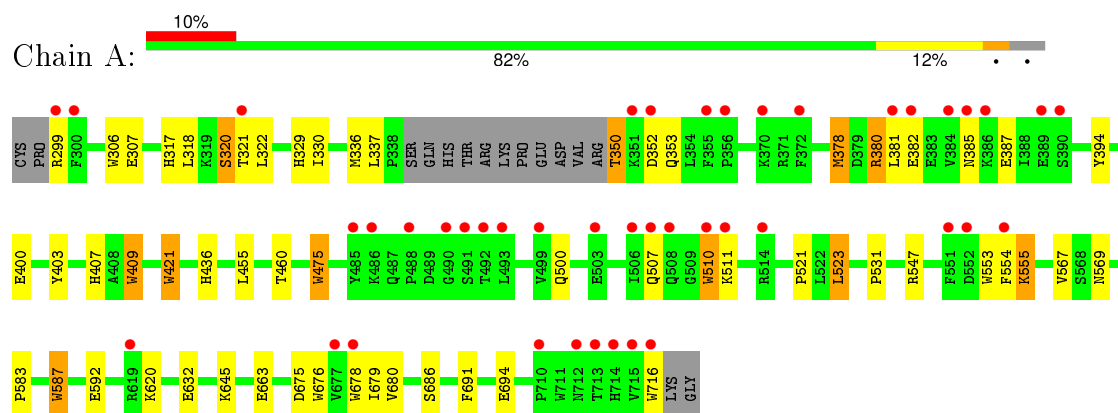 10%
Chain A:
82% 12% • •
CYS PRO R299 F300 W306 E307 H317 L318 K319 S320 T321 L322 H329 I330 M336 L337 P338 SER GLN HIS THR ARG LYS PRO GLU ASP VAL ARG T350 K351 D352 Q353 L354 F355 P356 K370 R371 P372 M378 D379 R380 L381 E382 E383 V384 N385 K386 E387 I388 E389 S390 Y394
E400 Y403 H407 A408 W409 W421 H436 L455 T460 W475 Y485 K486 Q487 P488 D489 G490 S491 T492 L493 V499 Q500 E503 I506 Q507 Q508 G509 W510 K511 R514 P521 L522 L523 P531 R547 F551 D552 W553 F554 K555 V567 S568 N569
P583 W587 E592 R619 K620 E632 K645 E663 D675 W676 V677 W678 I679 V680 S686 F691 E694 P710 W711 N712 T713 H714 V715 W716 LYS GLY